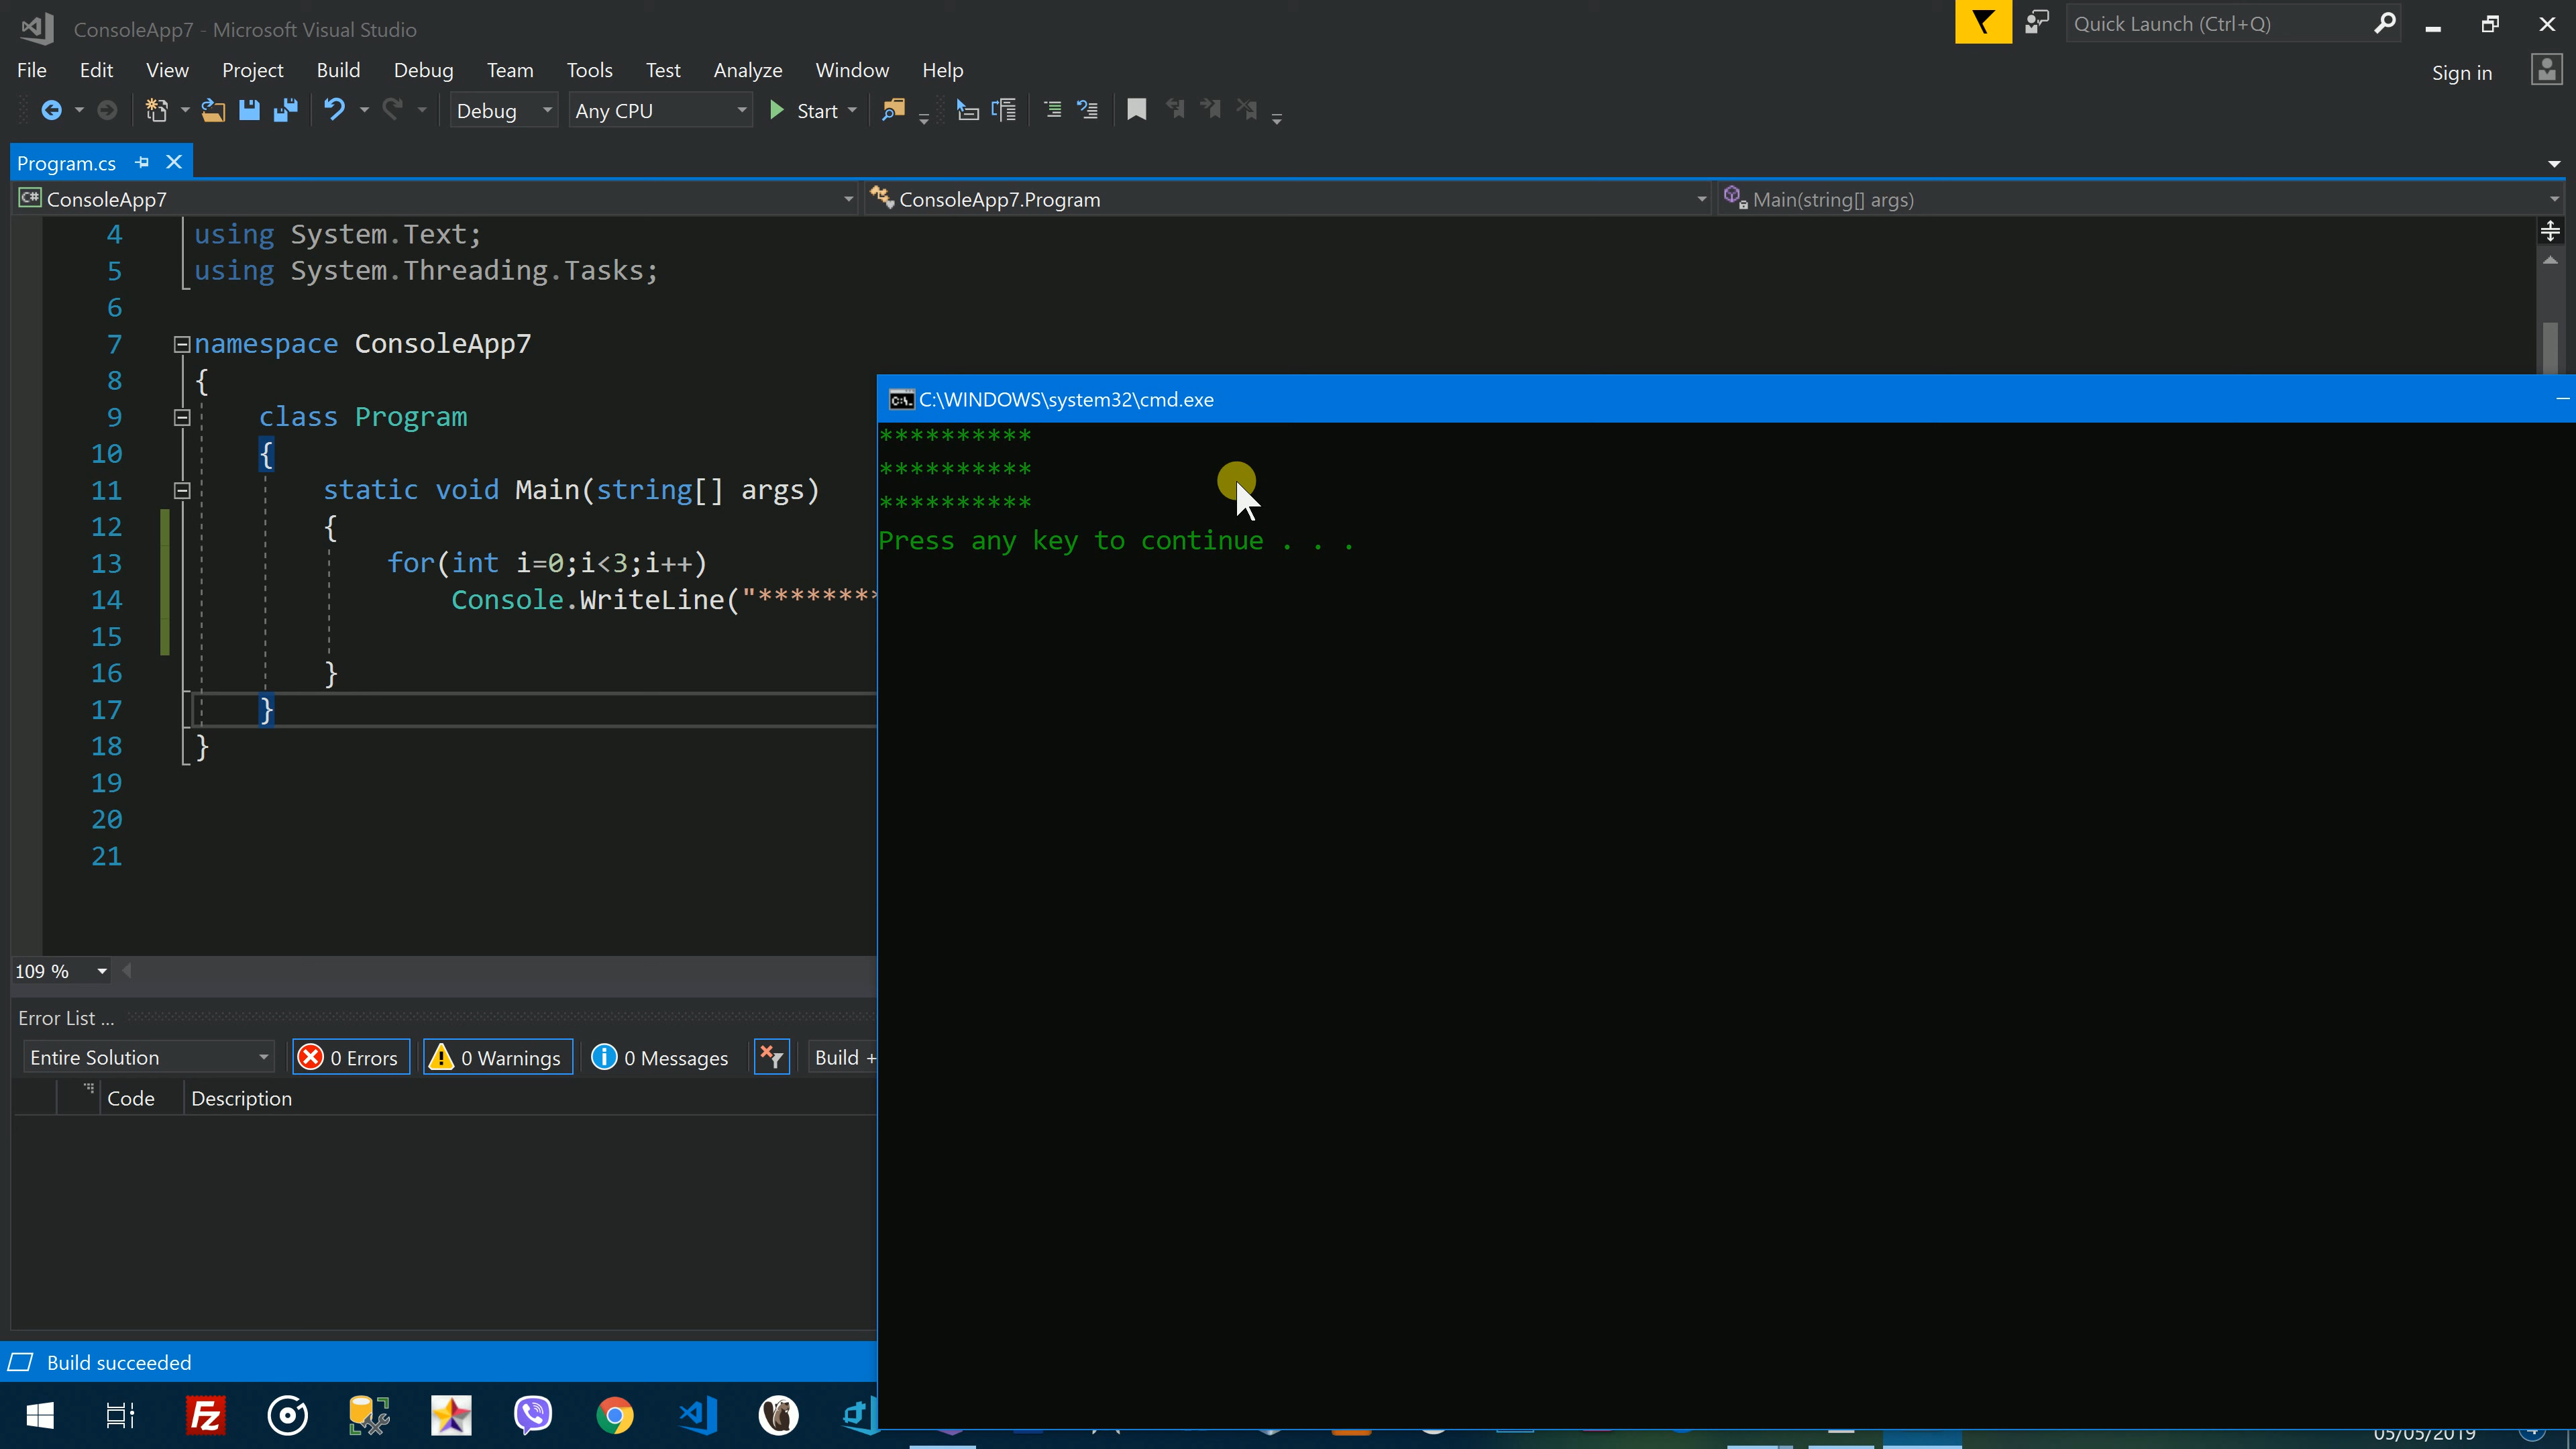 ConsoleApp7 - Microsoft Visual Studio
Quick Launch (Ctrl+Q)
File Edit View Project Build Debug Team Tools Test Analyze Window Help
Sign in
Debug Any CPU Start
Program.cs
C# ConsoleApp7 ConsoleApp7.Program Main(string[] args)
4 using System.Text;
5 using System.Threading.Tasks;
6
7 namespace ConsoleApp7
8 {
9 class Program
10 {
11 static void Main(string[] args)
12 {
13 for(int i=0;i<3;i++)
14 Console.WriteLine("********
15
16 }
17 }
18 }
19
20
21
C:\WINDOWS\system32\cmd.exe
**********
**********
**********
Press any key to continue . . .
109 %
Error List ...
Entire Solution 0 Errors 0 Warnings 0 Messages Build +
Code Description
Build succeeded
05/05/2019